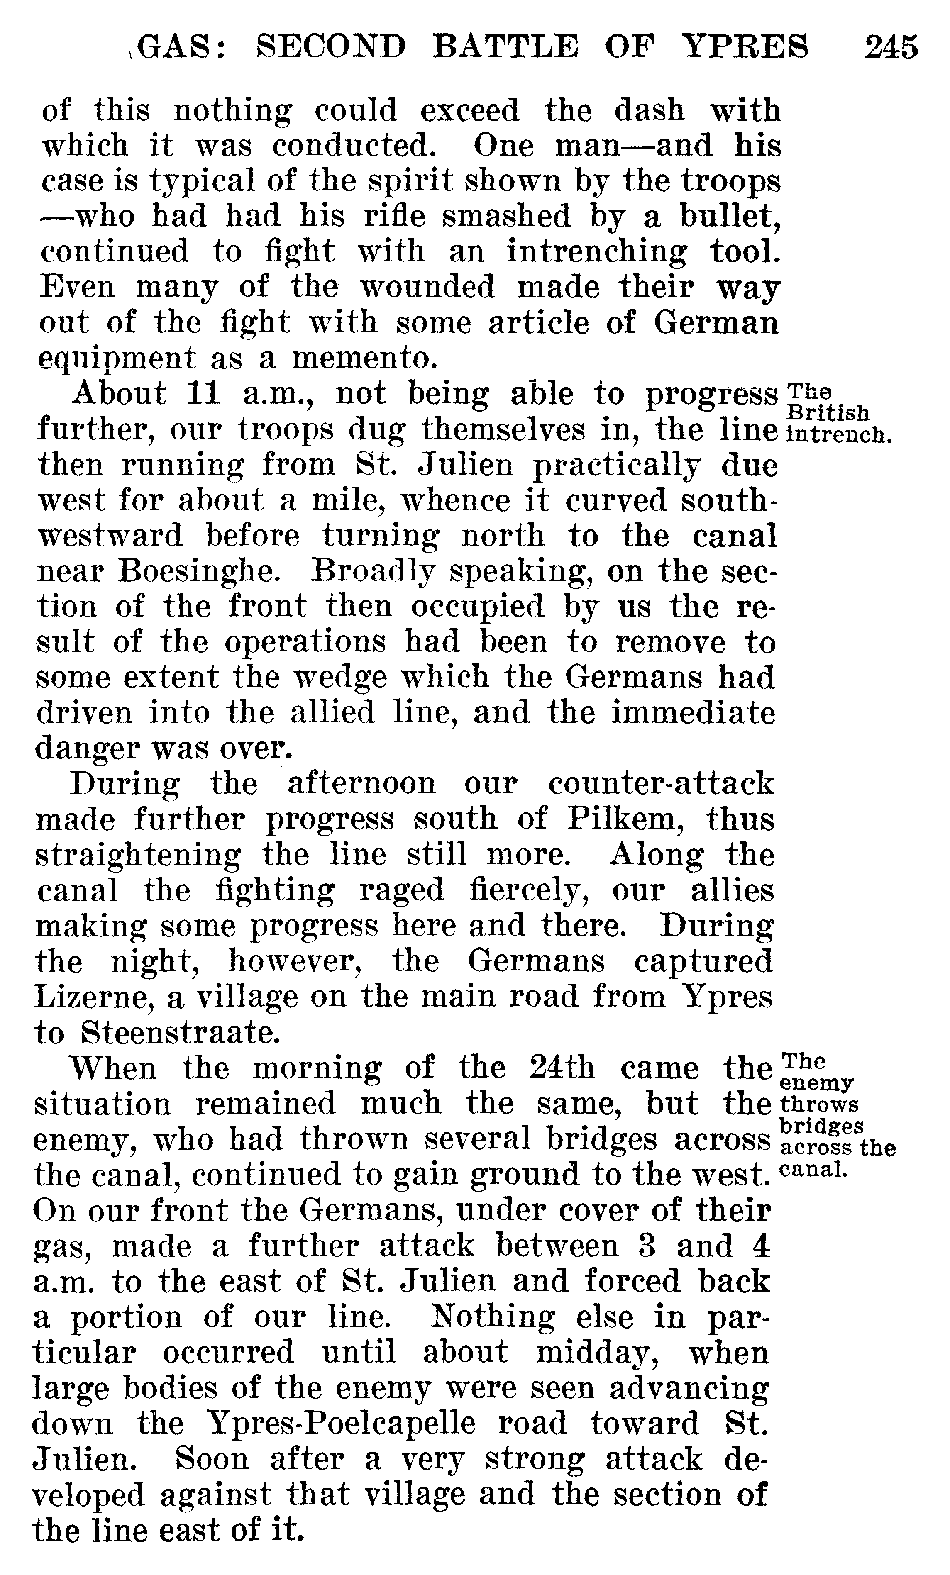 GAS: SECOND BATTLE OF YPRES 245
of this nothing could exceed the dash with
which it was conducted. One man—and his
case is typical of the spirit shown by the troops
—who had had his rifle smashed by a bullet,
continued to fight with an intrenching tool.
Even many of the wounded made their way
out of the fight with some article of German
equipment as a memento.
About 11 a.m., not being able to progress
further, our troops dug themselves in, the line
then running from St. Julien practically due
west for about a mile, whence it curved south-
westward before turning north to the canal
near Boesinghe. Broadly speaking, on the sec-
tion of the front then occupied by us the re-
sult of the operations had been to remove to
some extent the wedge which the Germans had
driven into the allied line, and the immediate
danger was over.
The
British
intrench.
During the afternoon our counter-attack
made further progress south of Pilkem, thus
straightening the line still more. Along the
canal the fighting raged fiercely, our allies
making some progress here and there. During
the night, however, the Germans captured
Lizerne, a village on the main road from Ypres
to Steenstraate.
When the morning of the 24th came the
situation remained much the same, but the
enemy, who had thrown several bridges across
the canal, continued to gain ground to the west.
On our front the Germans, under cover of their
gas, made a further attack between 3 and 4
a.m. to the east of St. Julien and forced back
a portion of our line. Nothing else in par-
ticular occurred until about midday, when
large bodies of the enemy were seen advancing
down the Ypres-Poelcapelle road toward St.
Julien. Soon after a very strong attack de-
veloped against that village and the section of
the line east of it.
The
enemy
throws
bridges
across the
canal.